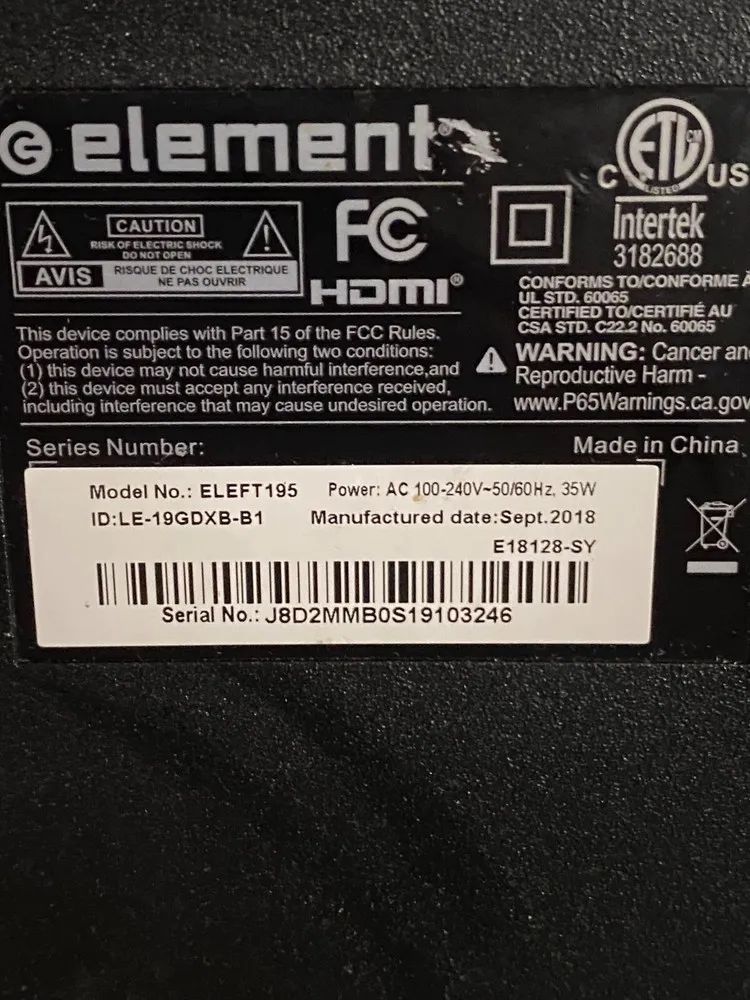 element
ETL CM
C US
LISTED
Intertek
3182688
CAUTION
RISK OF ELECTRIC SHOCK
DO NOT OPEN
AVIS
RISQUE DE CHOC ELECTRIQUE
NE PAS OUVRIR
FC
HDMI®
CONFORMS TO/CONFORME À
UL STD. 60065
CERTIFIED TO/CERTIFIÉ AU
CSA STD. C22.2 No. 60065
This device complies with Part 15 of the FCC Rules.
Operation is subject to the following two conditions:
(1) this device may not cause harmful interference,and
(2) this device must accept any interference received,
including interference that may cause undesired operation.
WARNING: Cancer an
Reproductive Harm -
www.P65Warnings.ca.gov
Series Number:
Made in China
Model No.: ELEFT195 Power: AC 100-240V~50/60Hz, 35W
ID:LE-19GDXB-B1 Manufactured date:Sept.2018
E18128-SY
Serial No.: J8D2MMB0S19103246